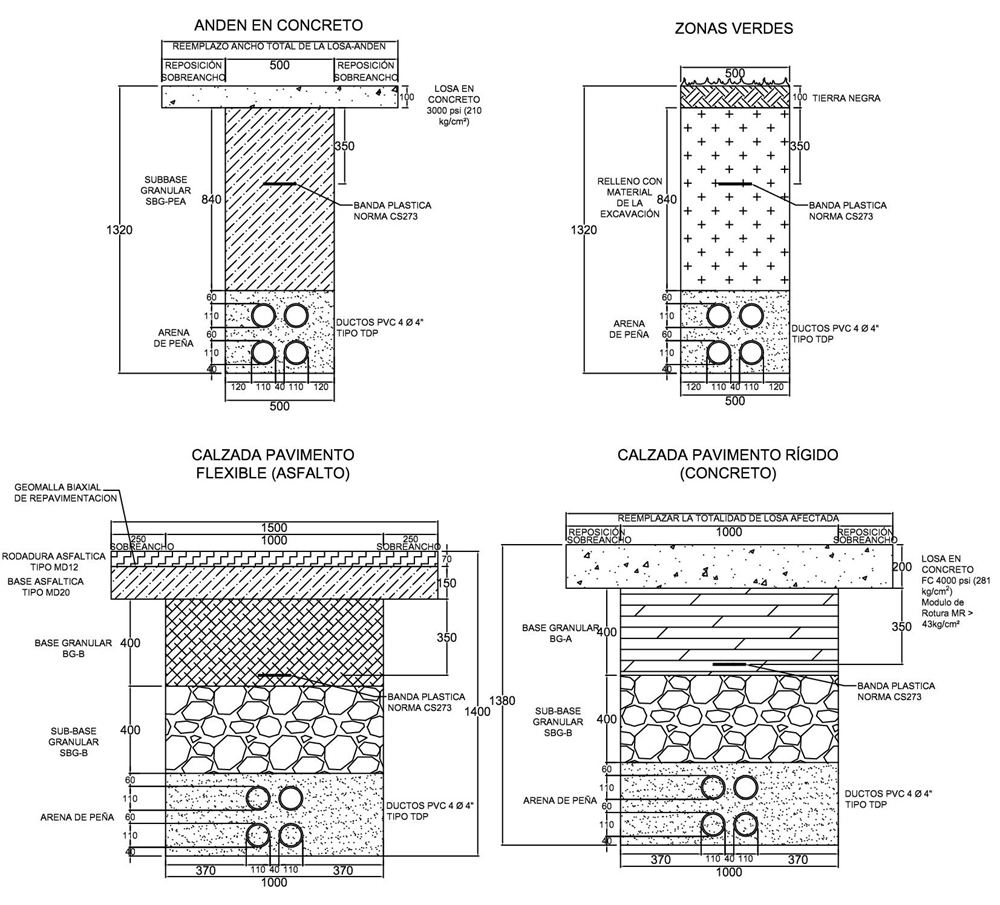 ANDEN EN CONCRETO
REEMPLAZO ANCHO TOTAL DE LA LOSA-ANDEN
REPOSICIÓN
SOBREANCHO
500
REPOSICIÓN
SOBREANCHO
100
LOSA EN
CONCRETO
3000 psi (210
kg/cm²)
350
SUBBASE
GRANULAR
SBG-PEA
840
1320
BANDA PLASTICA
NORMA CS273
60
110
60
110
40
ARENA
DE PEÑA
DUCTOS PVC 4 Ø 4"
TIPO TDP
120
110
40
110
120
500
ZONAS VERDES
500
100
TIERRA NEGRA
350
RELLENO CON
MATERIAL
DE LA
EXCAVACIÓN
840
1320
BANDA PLASTICA
NORMA CS273
60
110
60
110
40
ARENA
DE PEÑA
DUCTOS PVC 4 Ø 4"
TIPO TDP
120
110
40
110
120
500
CALZADA PAVIMENTO
FLEXIBLE (ASFALTO)
GEOMALLA BIAXIAL
DE REPAVIMENTACION
1500
250
SOBREANCHO
1000
250
SOBREANCHO
RODADURA ASFALTICA
TIPO MD12
70
BASE ASFALTICA
TIPO MD20
150
350
BASE GRANULAR
BG-B
400
BANDA PLASTICA
NORMA CS273
1400
SUB-BASE
GRANULAR
SBG-B
400
60
110
60
110
40
ARENA DE PEÑA
DUCTOS PVC 4 Ø 4"
TIPO TDP
370
110
40
110
370
1000
CALZADA PAVIMENTO RÍGIDO
(CONCRETO)
REEMPLAZAR LA TOTALIDAD DE LOSA AFECTADA
REPOSICIÓN
SOBREANCHO
1000
REPOSICIÓN
SOBREANCHO
200
LOSA EN
CONCRETO
FC 4000 psi (281
kg/cm²)
Modulo de
Rotura MR >
43kg/cm²
350
BASE GRANULAR
BG-A
400
BANDA PLASTICA
NORMA CS273
1380
SUB-BASE
GRANULAR
SBG-B
400
60
110
60
110
40
ARENA DE PEÑA
DUCTOS PVC 4 Ø 4"
TIPO TDP
370
110
40
110
370
1000